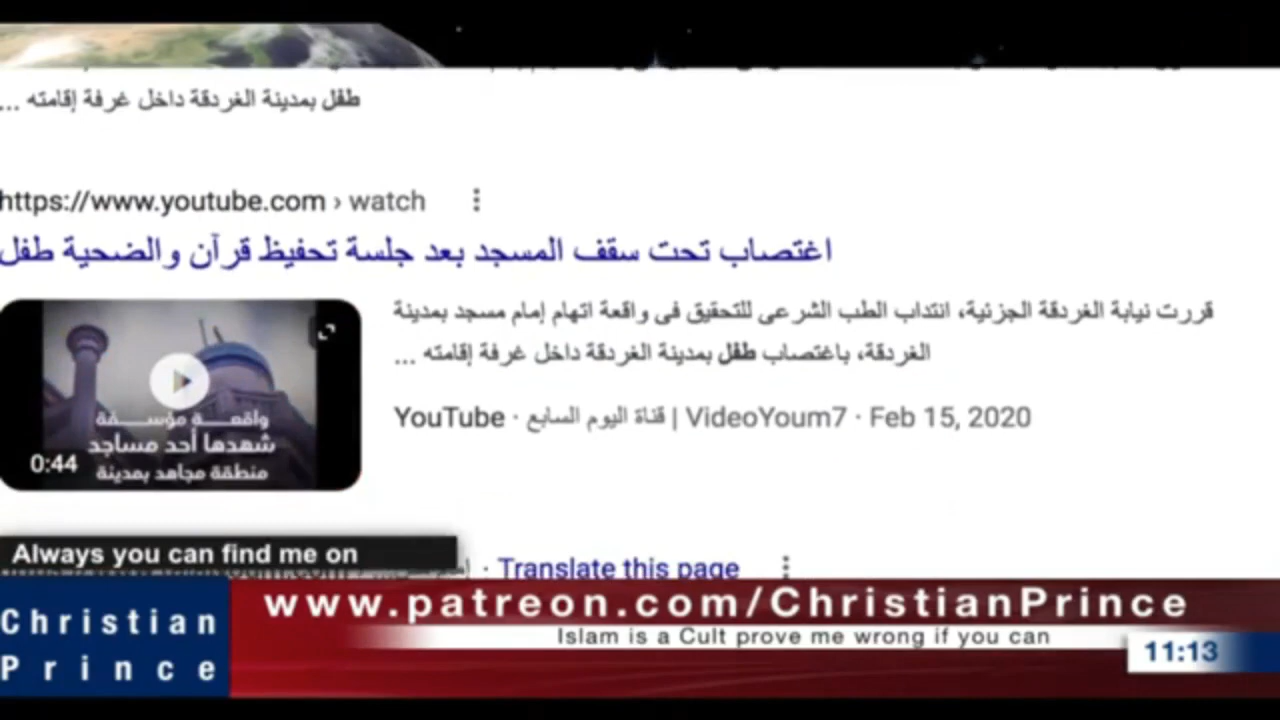 طفل بمدينة الغردقة داخل غرفة إقامته ...
https://www.youtube.com › watch
اغتصاب تحت سقف المسجد بعد جلسة تحفيظ قرآن والضحية طفل
قررت نيابة الغردقة الجزئية، انتداب الطب الشرعى للتحقيق فى واقعة اتهام إمام مسجد بمدينة
الغردقة، باغتصاب طفل بمدينة الغردقة داخل غرفة إقامته ...
YouTube · قناة اليوم السابع | VideoYoum7 · Feb 15, 2020
واقعـــة مؤســـفة
شهدها أحد مساجد
منطقة مجاهد بمدينة
0:44
Always you can find me on
Translate this page
www.patreon.com/ChristianPrince
Islam is a Cult prove me wrong if you can
Christian
Prince
11:13